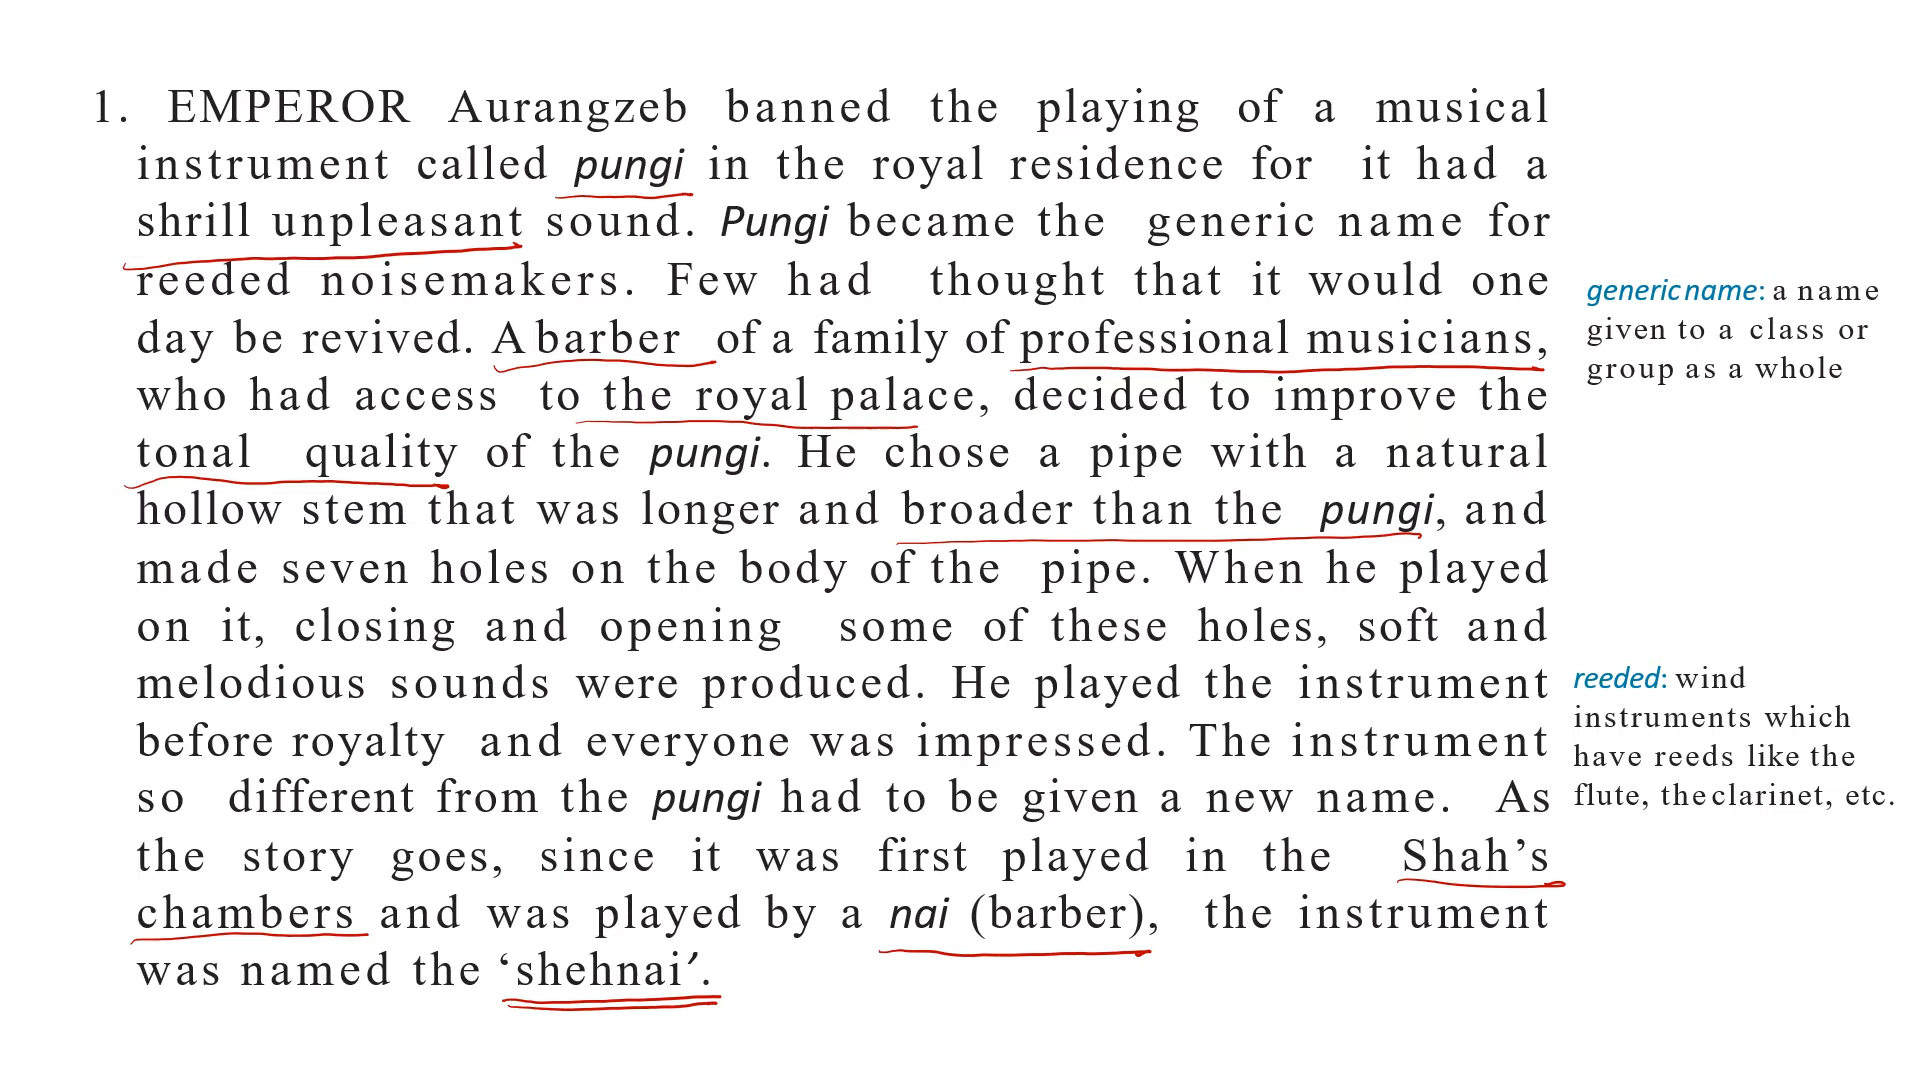 1. EMPEROR Aurangzeb banned the playing of a musical
instrument called pungi in the royal residence for it had a
shrill unpleasant sound. Pungi became the generic name for
reeded noisemakers. Few had thought that it would one
day be revived. A barber of a family of professional musicians,
who had access to the royal palace, decided to improve the
tonal quality of the pungi. He chose a pipe with a natural
hollow stem that was longer and broader than the pungi, and
made seven holes on the body of the pipe. When he played
on it, closing and opening some of these holes, soft and
melodious sounds were produced. He played the instrument
before royalty and everyone was impressed. The instrument
so different from the pungi had to be given a new name. As
the story goes, since it was first played in the Shah’s
chambers and was played by a nai (barber), the instrument
was named the ‘shehnai’.
generic name: a name
given to a class or
group as a whole
reeded: wind
instruments which
have reeds like the
flute, the clarinet, etc.